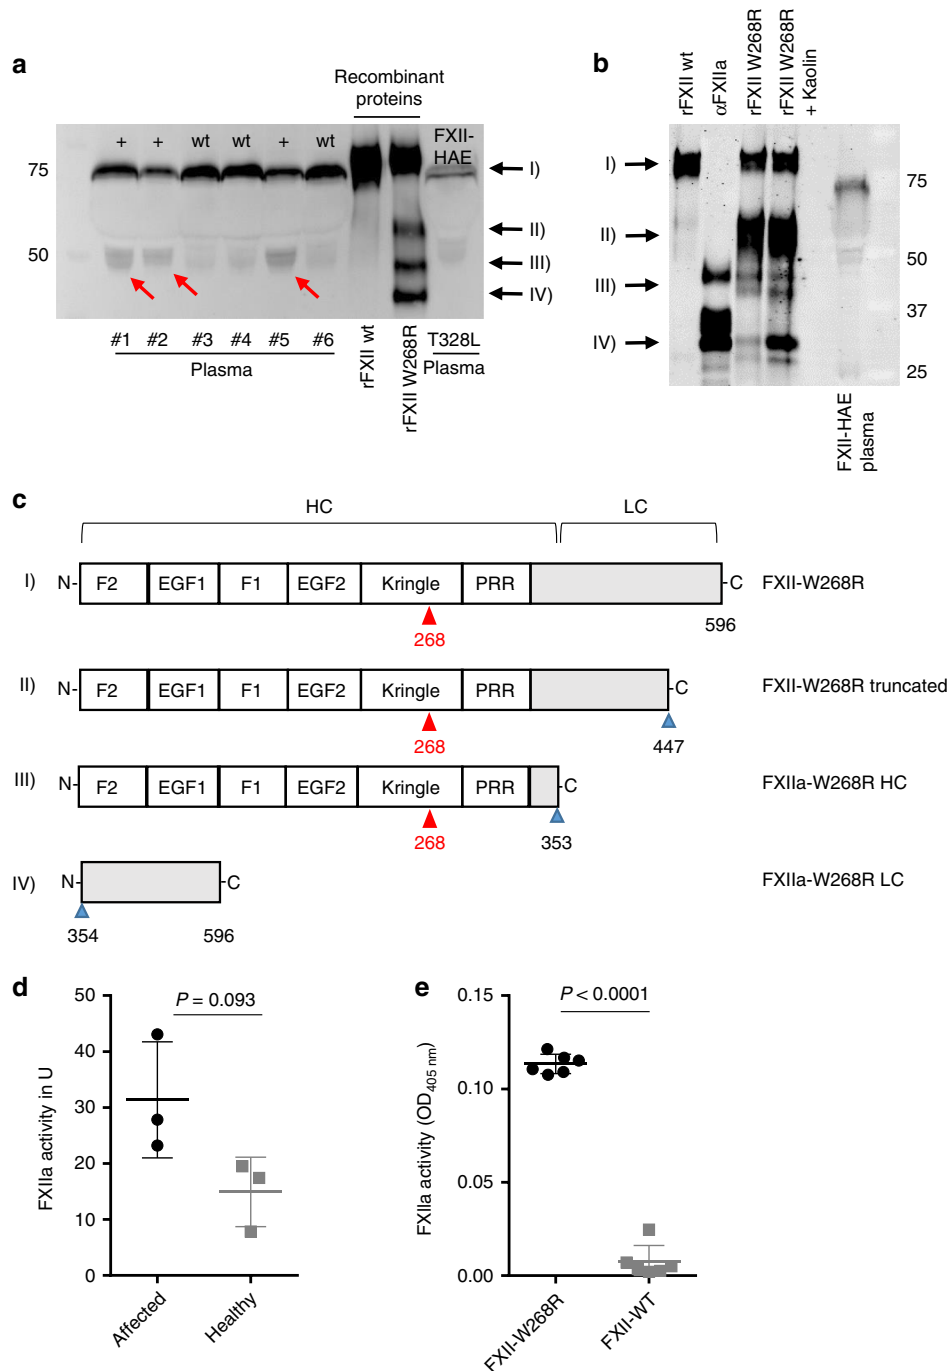 a
Recombinant
proteins
+ + wt wt + wt
FXII-
HAE
75
50
I)
II)
III)
IV)
#1 #2 #3 #4 #5 #6
Plasma
rFXII wt
rFXII W268R
T328L
Plasma
b
rFXII wt
αFXIIa
rFXII W268R
rFXII W268R
+ Kaolin
I)
II)
III)
IV)
75
50
37
25
FXII-HAE
plasma
c
HC LC
I) N- F2 EGF1 F1 EGF2 Kringle PRR -C FXII-W268R
268 596
II) N- F2 EGF1 F1 EGF2 Kringle PRR -C FXII-W268R truncated
268 447
III) N- F2 EGF1 F1 EGF2 Kringle PRR -C FXIIa-W268R HC
268 353
IV) N- -C FXIIa-W268R LC
354 596
d
P = 0.093
FXIIa activity in U
50
40
30
20
10
0
Affected
Healthy
e
P < 0.0001
FXIIa activity (OD405 nm)
0.15
0.10
0.05
0.00
FXII-W268R
FXII-WT